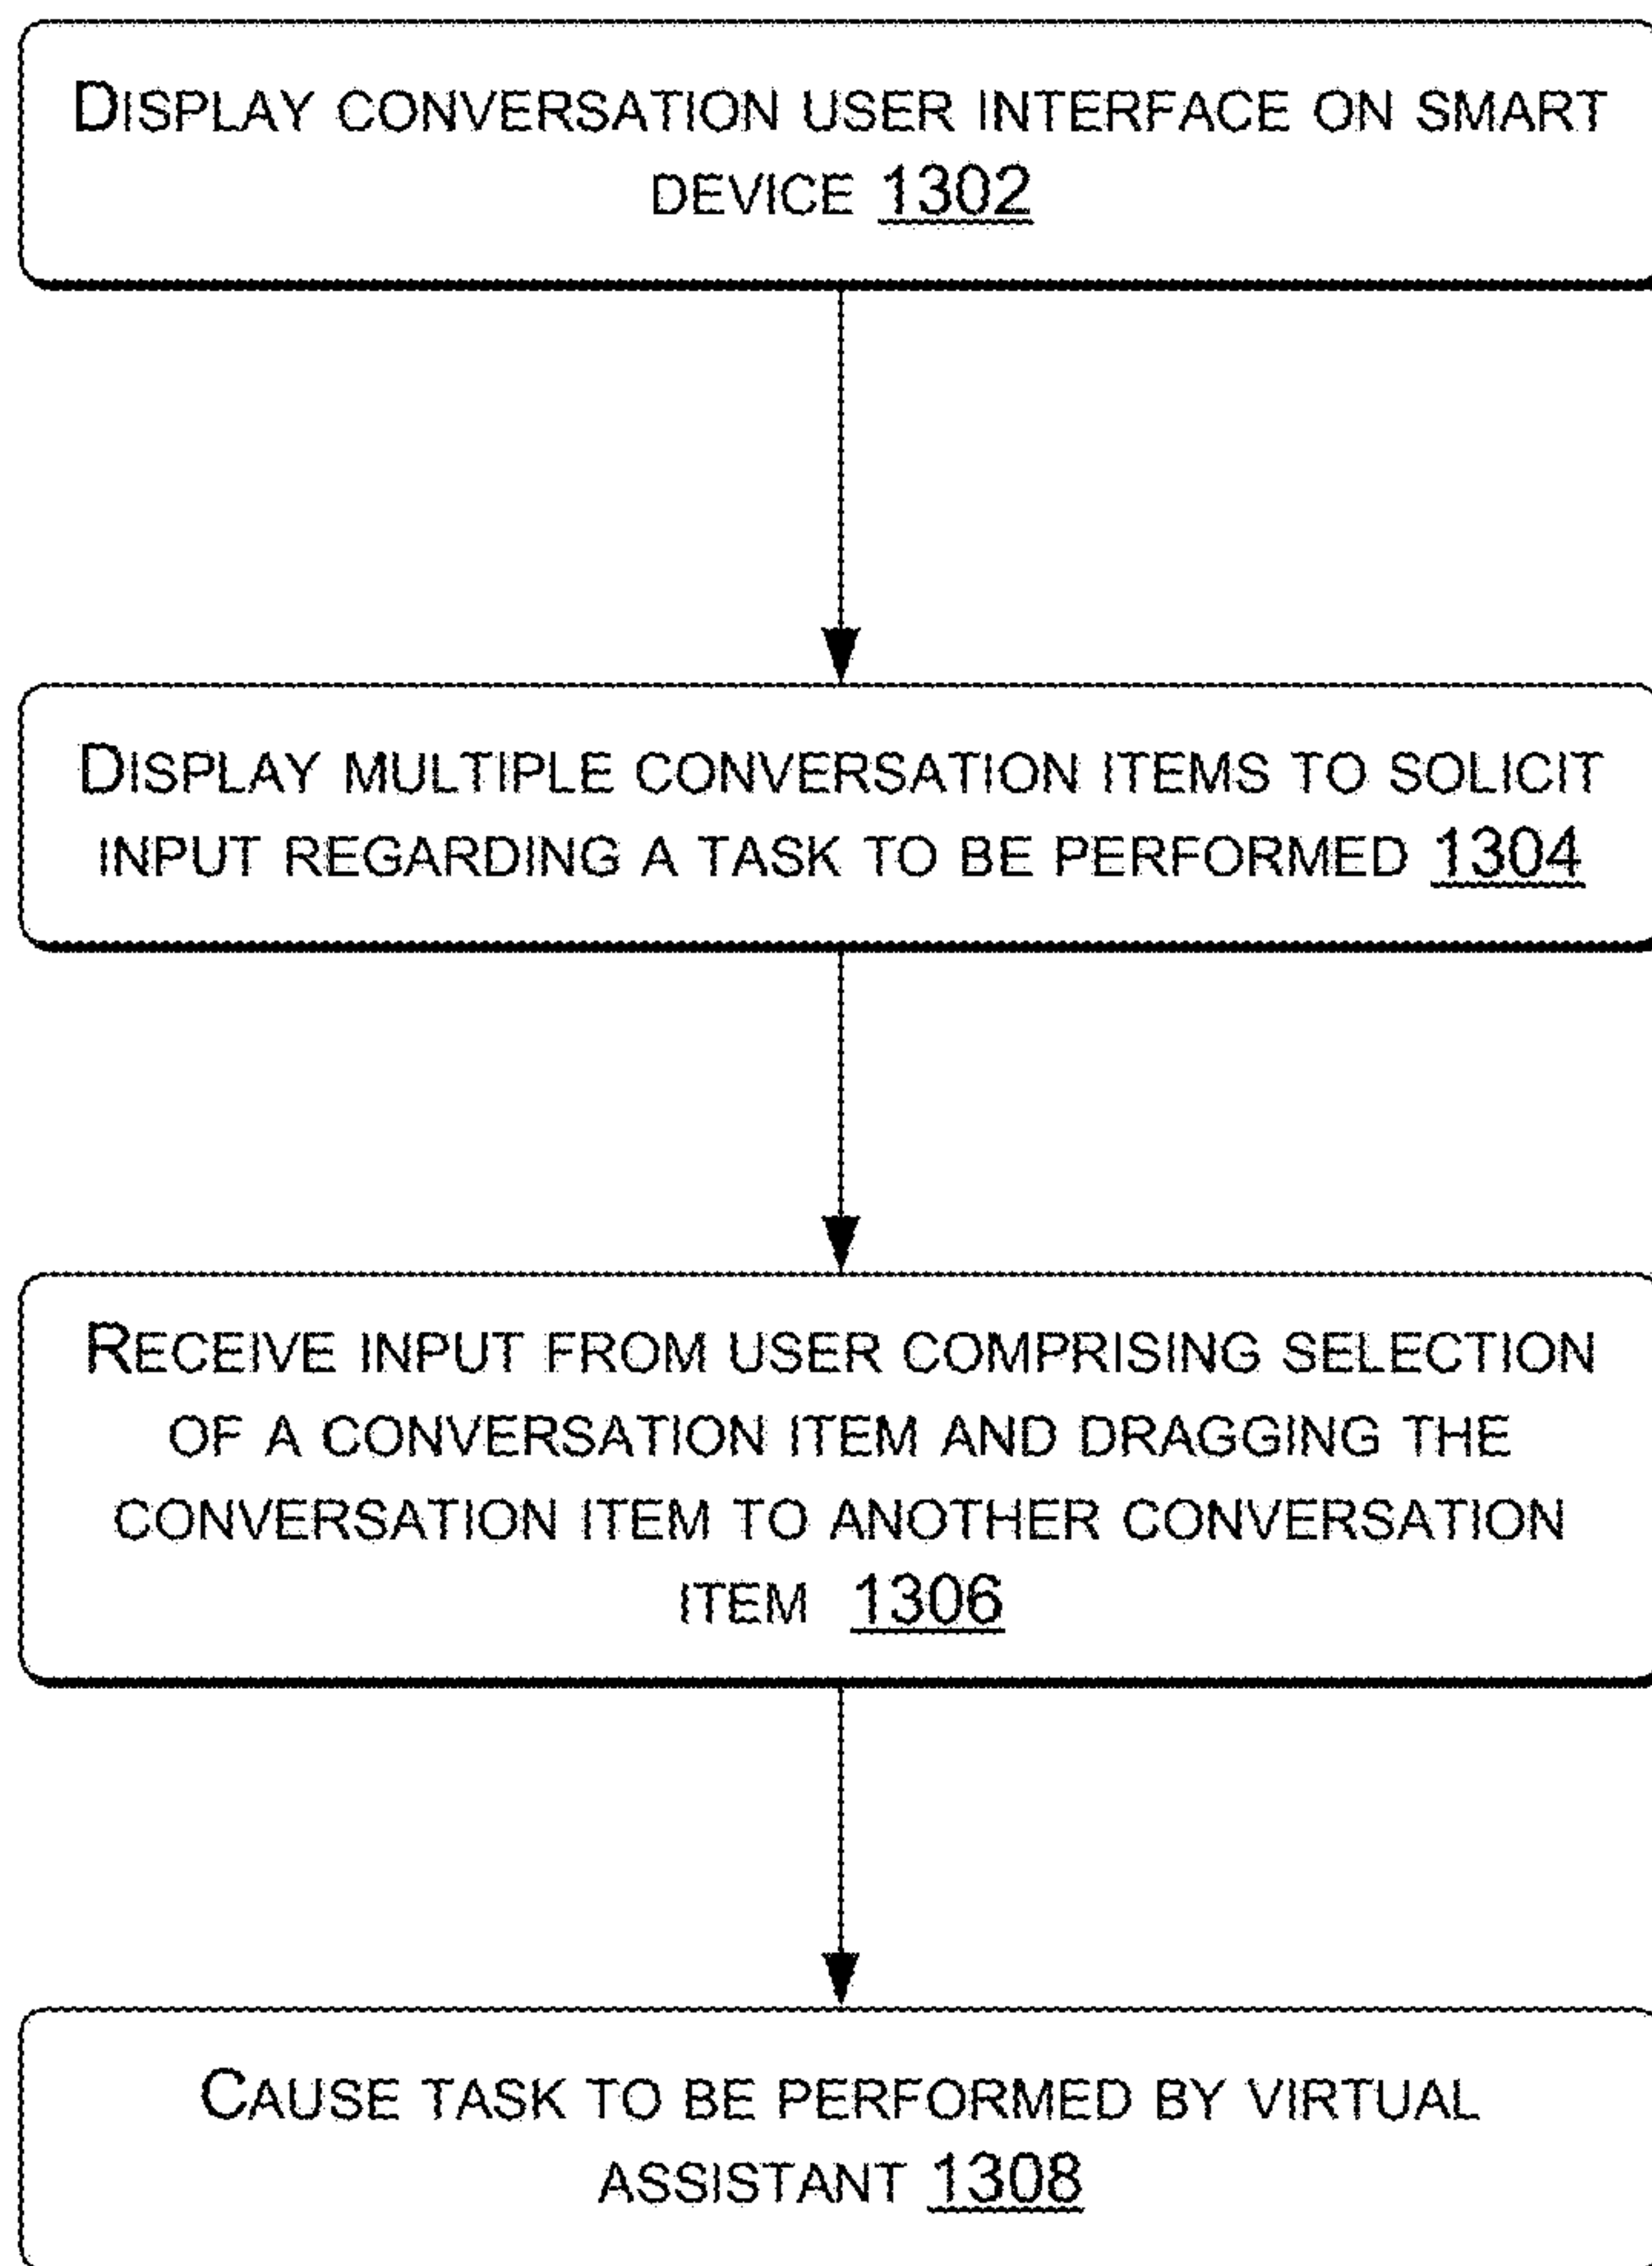 DISPLAY CONVERSATION USER INTERFACE ON SMART
DEVICE 1302
DISPLAY MULTIPLE CONVERSATION ITEMS TO SOLICIT
INPUT REGARDING A TASK TO BE PERFORMED 1304
RECEIVE INPUT FROM USER COMPRISING SELECTION
OF A CONVERSATION ITEM AND DRAGGING THE
CONVERSATION ITEM TO ANOTHER CONVERSATION
ITEM 1306
CAUSE TASK TO BE PERFORMED BY VIRTUAL
ASSISTANT 1308